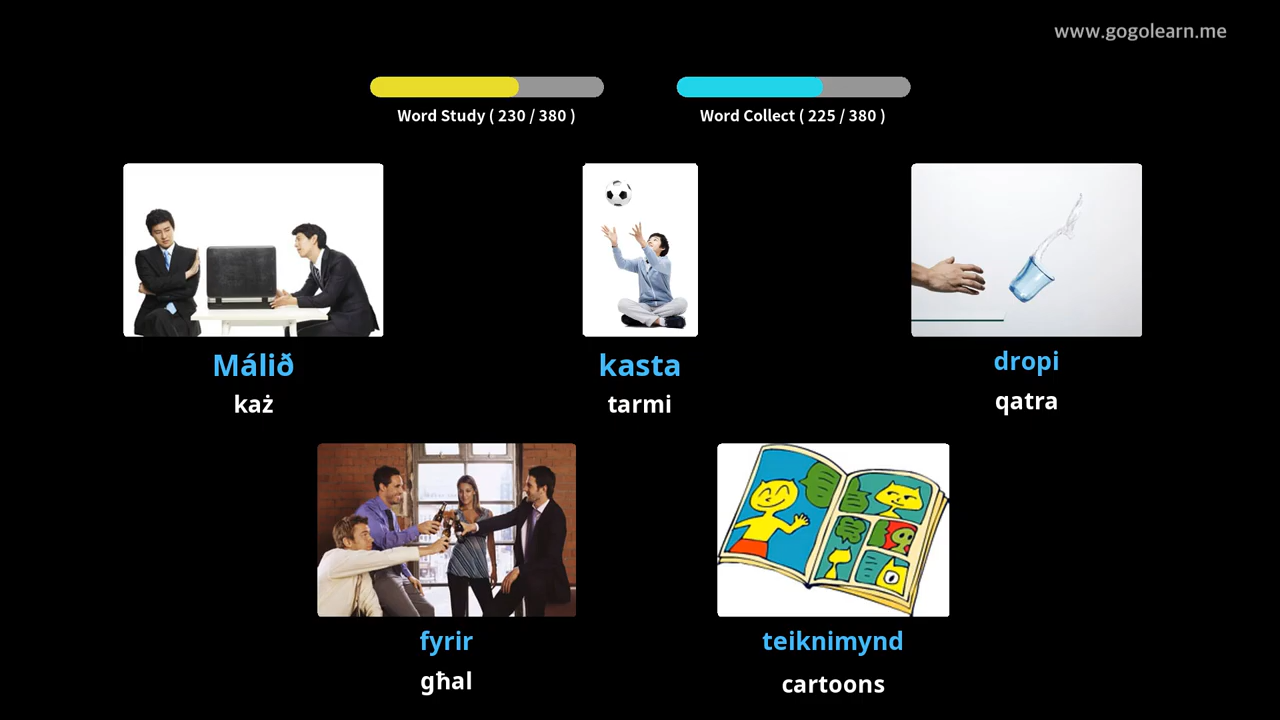 www.gogolearn.me
Word Study ( 230 / 380 )
Word Collect ( 225 / 380 )
Málið
każ
kasta
tarmi
dropi
qatra
fyrir
għal
teiknimynd
cartoons